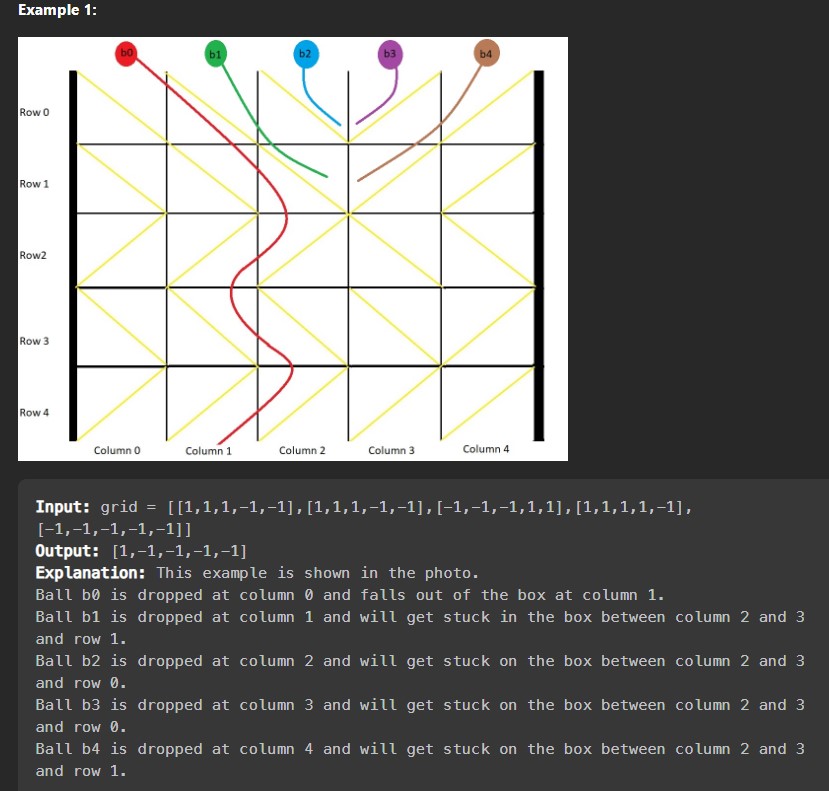 Example 1:
b0 b1 b2 b3 b4
Row 0
Row 1
Row2
Row 3
Row 4
Column 0 Column 1 Column 2 Column 3 Column 4
Input: grid = [[1,1,1,-1,-1],[1,1,1,-1,-1],[-1,-1,-1,1,1],[1,1,1,1,-1],
[-1,-1,-1,-1,-1]]
Output: [1,-1,-1,-1,-1]
Explanation: This example is shown in the photo.
Ball b0 is dropped at column 0 and falls out of the box at column 1.
Ball b1 is dropped at column 1 and will get stuck in the box between column 2 and 3
and row 1.
Ball b2 is dropped at column 2 and will get stuck on the box between column 2 and 3
and row 0.
Ball b3 is dropped at column 3 and will get stuck on the box between column 2 and 3
and row 0.
Ball b4 is dropped at column 4 and will get stuck on the box between column 2 and 3
and row 1.